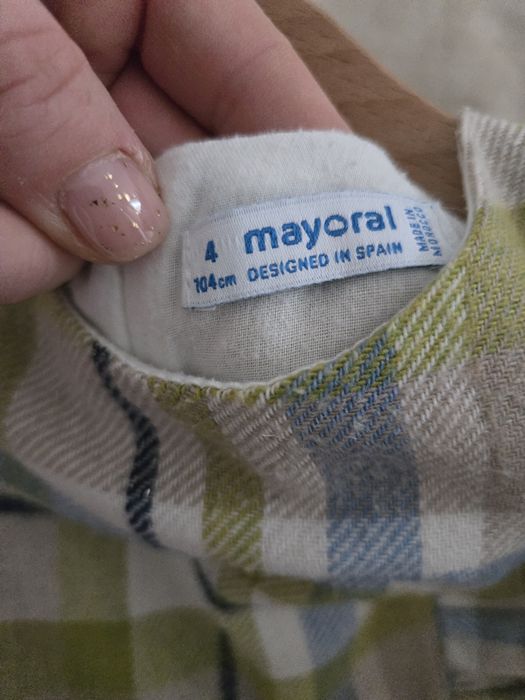 4
104cm
mayoral
DESIGNED IN SPAIN
MADE IN
MOROCCO